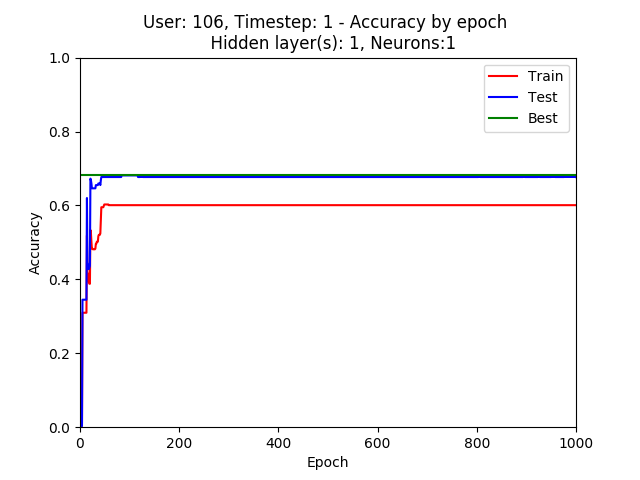 User: 106, Timestep: 1 - Accuracy by epoch
Hidden layer(s): 1, Neurons:1
Train
Test
Best
Accuracy
1.0
0.8
0.6
0.4
0.2
0.0
0 200 400 600 800 1000
Epoch